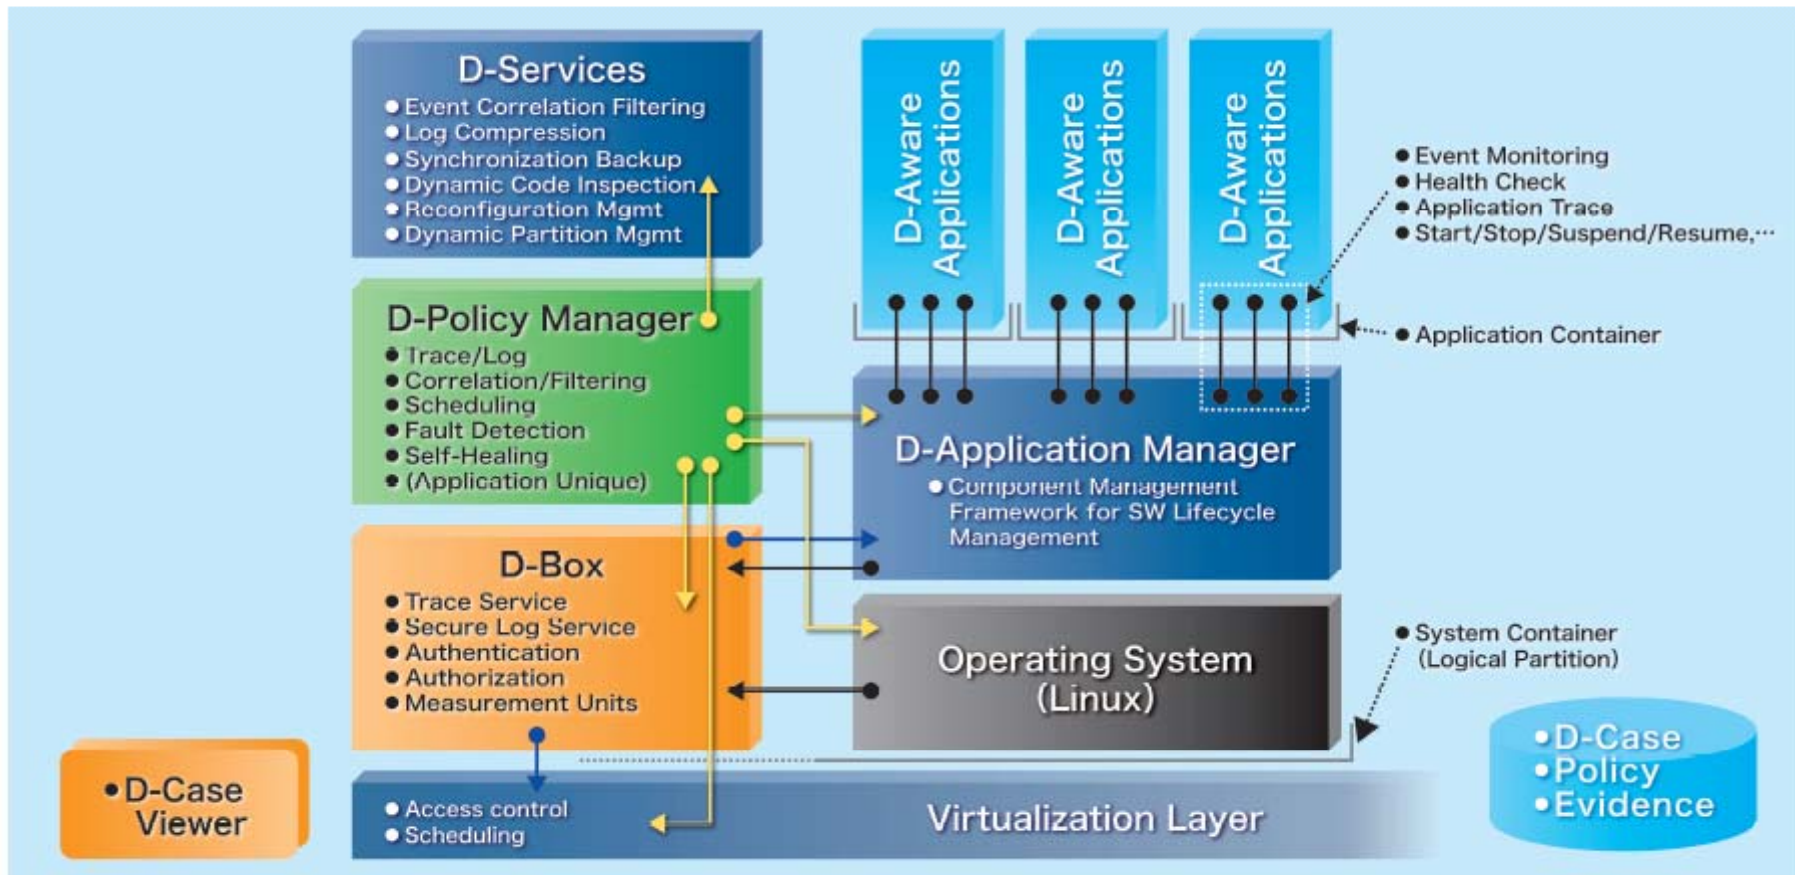 D-Services
● Event Correlation Filtering
● Log Compression
● Synchronization Backup
● Dynamic Code Inspection
● Reconfiguration Mgmt
● Dynamic Partition Mgmt
D-Policy Manager
● Trace/Log
● Correlation/Filtering
● Scheduling
● Fault Detection
● Self-Healing
● (Application Unique)
D-Box
● Trace Service
● Secure Log Service
● Authentication
● Authorization
● Measurement Units
D-Aware
Applications
D-Aware
Applications
D-Aware
Applications
● Event Monitoring
● Health Check
● Application Trace
● Start/Stop/Suspend/Resume,…
● Application Container
D-Application Manager
● Component Management
Framework for SW Lifecycle
Management
Operating System
(Linux)
● System Container
(Logical Partition)
● D-Case
Viewer
● Access control
● Scheduling
Virtualization Layer
● D-Case
● Policy
● Evidence